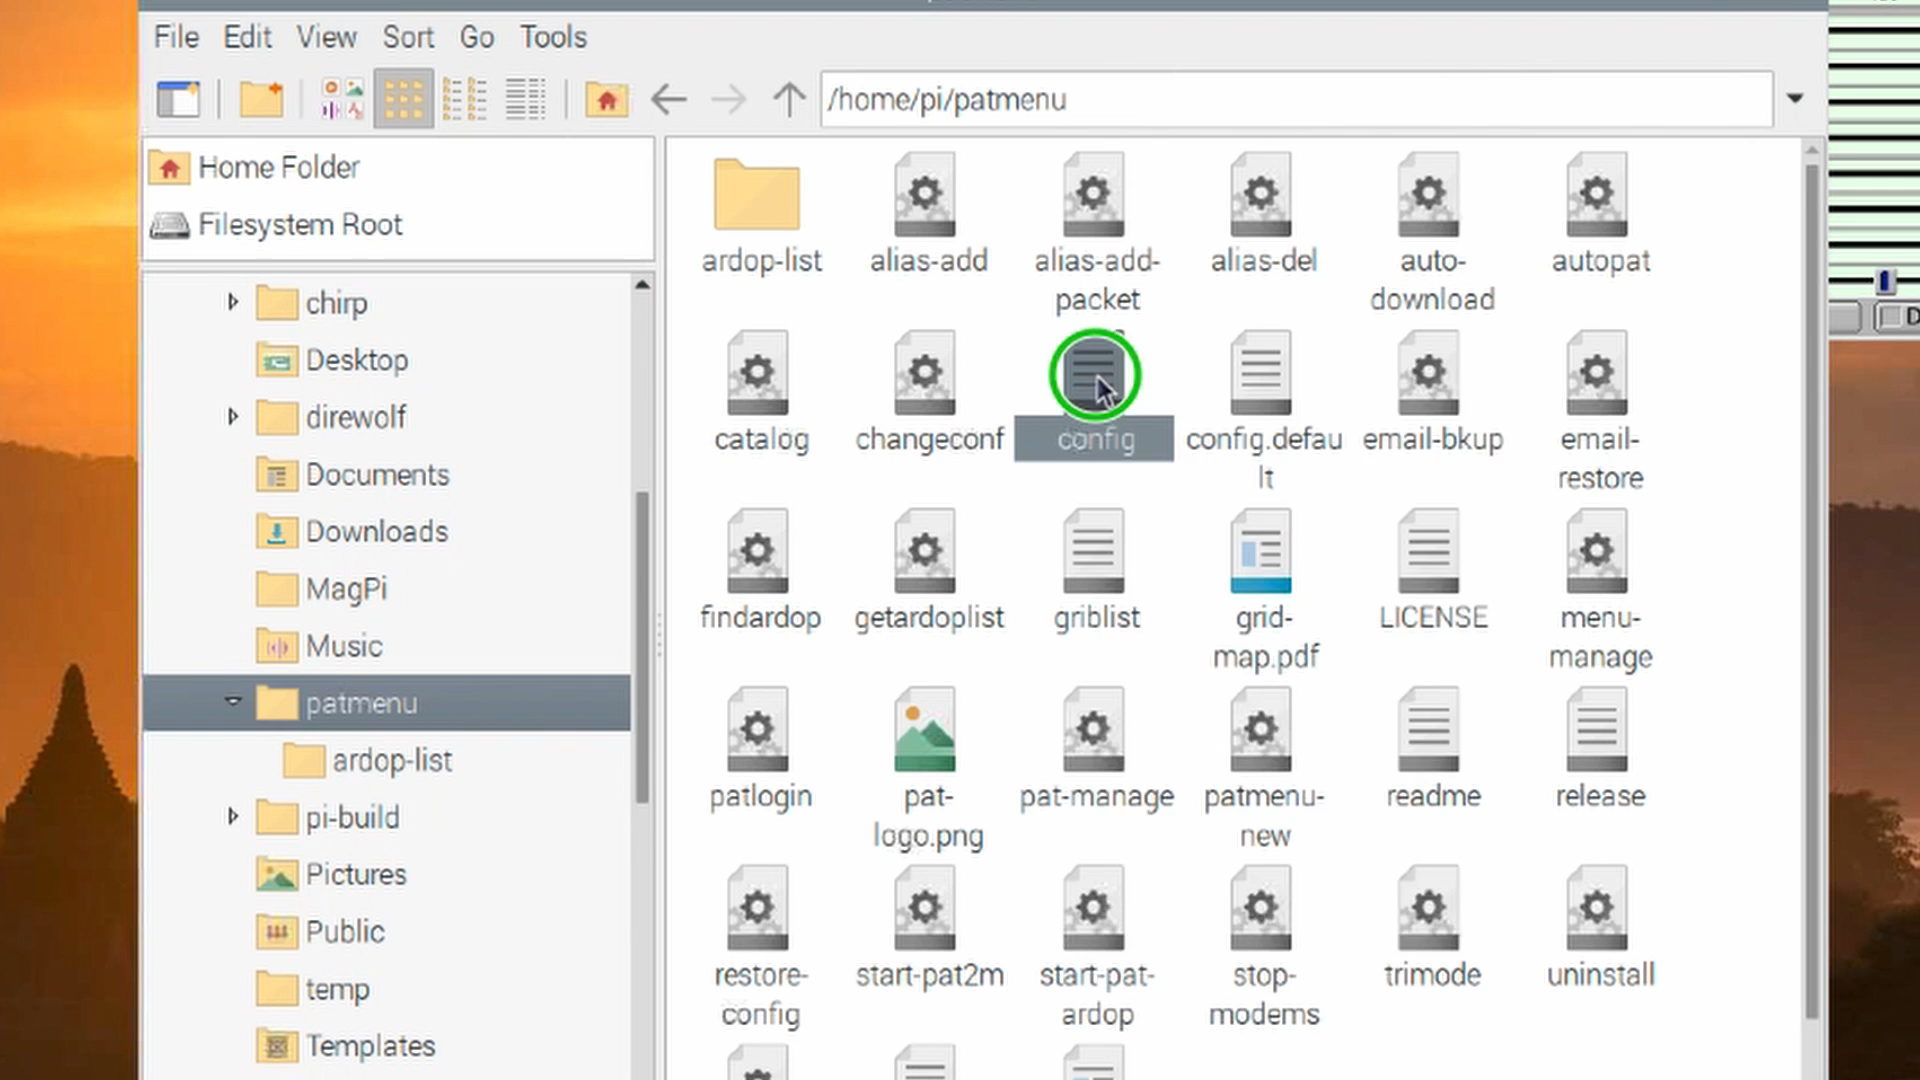 File Edit View Sort Go Tools
/home/pi/patmenu
Home Folder
Filesystem Root
chirp
Desktop
direwolf
Documents
Downloads
MagPi
Music
patmenu
ardop-list
pi-build
Pictures
Public
temp
Templates
ardop-list alias-add alias-add- alias-del auto- autopat
packet download
catalog changeconf config config.defau email-bkup email-
lt restore
findardop getardoplist griblist grid- LICENSE menu-
map.pdf manage
patlogin pat- pat-manage patmenu- readme release
logo.png new
restore- start-pat2m start-pat- stop- trimode uninstall
config ardop modems